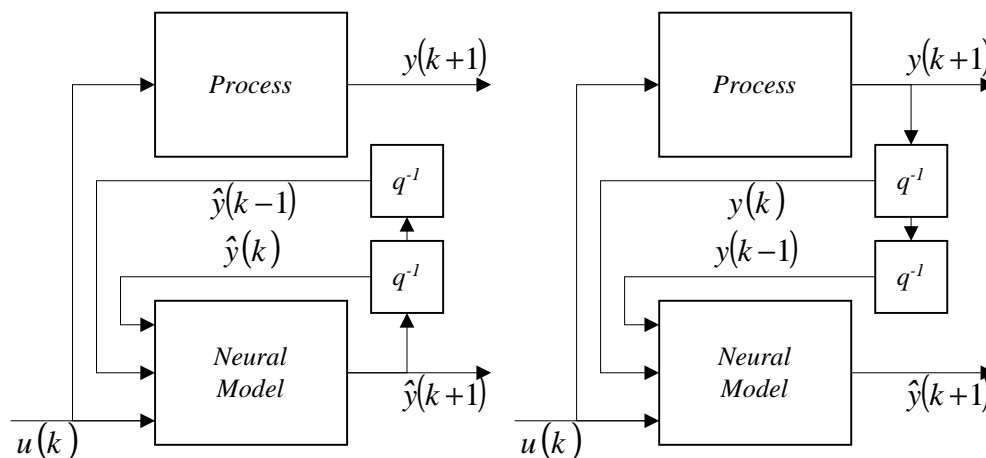 y(k+1)
Process
q⁻¹
ŷ(k−1)
ŷ(k)
q⁻¹
Neural
Model
ŷ(k+1)
u(k)
y(k+1)
Process
q⁻¹
y(k)
y(k−1)
q⁻¹
Neural
Model
ŷ(k+1)
u(k)